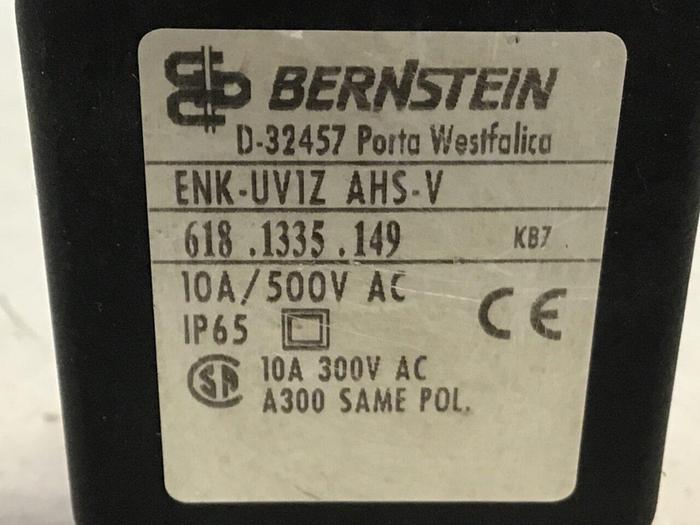 BERNSTEIN
D-32457 Porta Westfalica
ENK-UV1Z AHS-V
618.1335.149 KB7
10A/500V AC
IP65 CE
SA 10A 300V AC
A300 SAME POL.